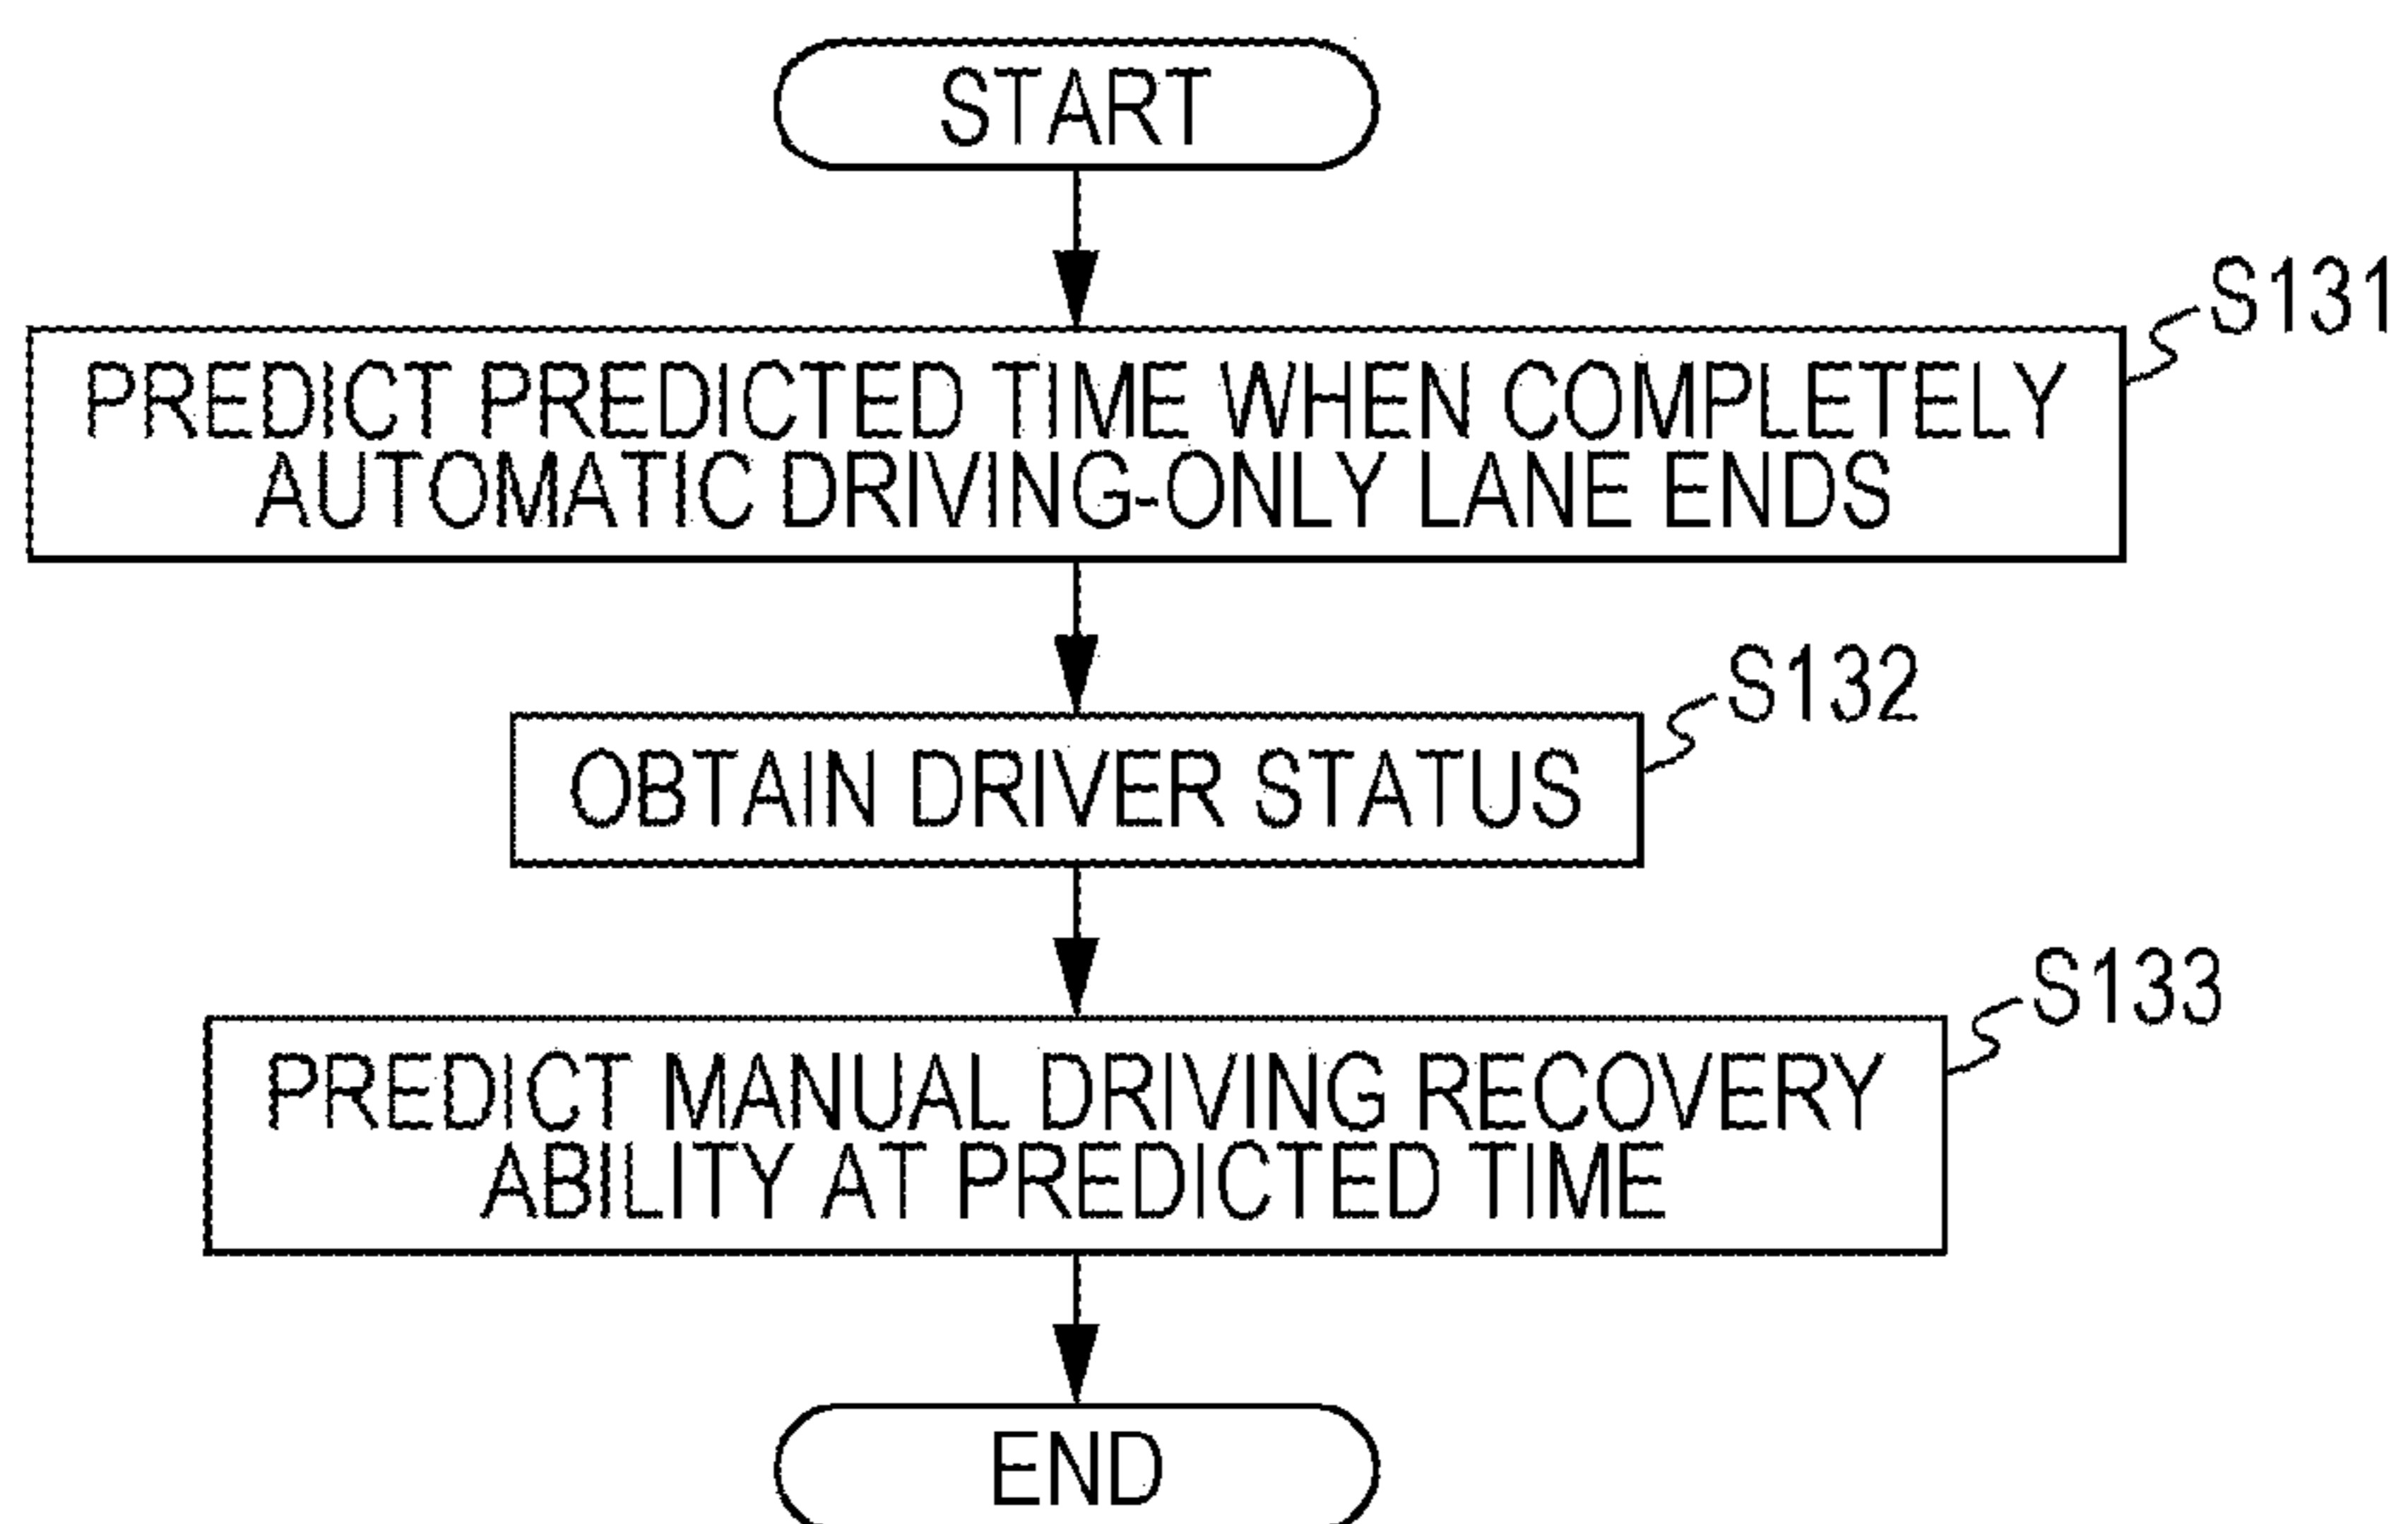 START
S131
PREDICT PREDICTED TIME WHEN COMPLETELY
AUTOMATIC DRIVING-ONLY LANE ENDS
S132
OBTAIN DRIVER STATUS
S133
PREDICT MANUAL DRIVING RECOVERY
ABILITY AT PREDICTED TIME
END